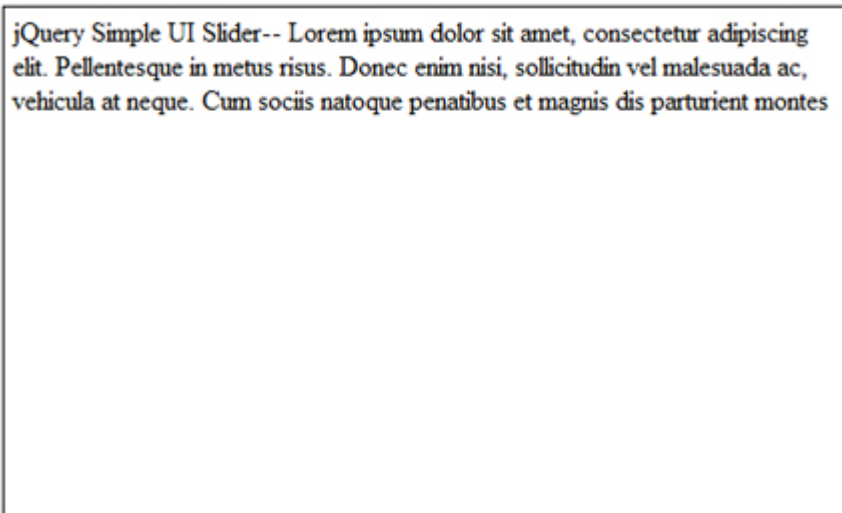 jQuery Simple UI Slider-- Lorem ipsum dolor sit amet, consectetur adipiscing
elit. Pellentesque in metus risus. Donec enim nisi, sollicitudin vel malesuada ac,
vehicula at neque. Cum sociis natoque penatibus et magnis dis parturient montes